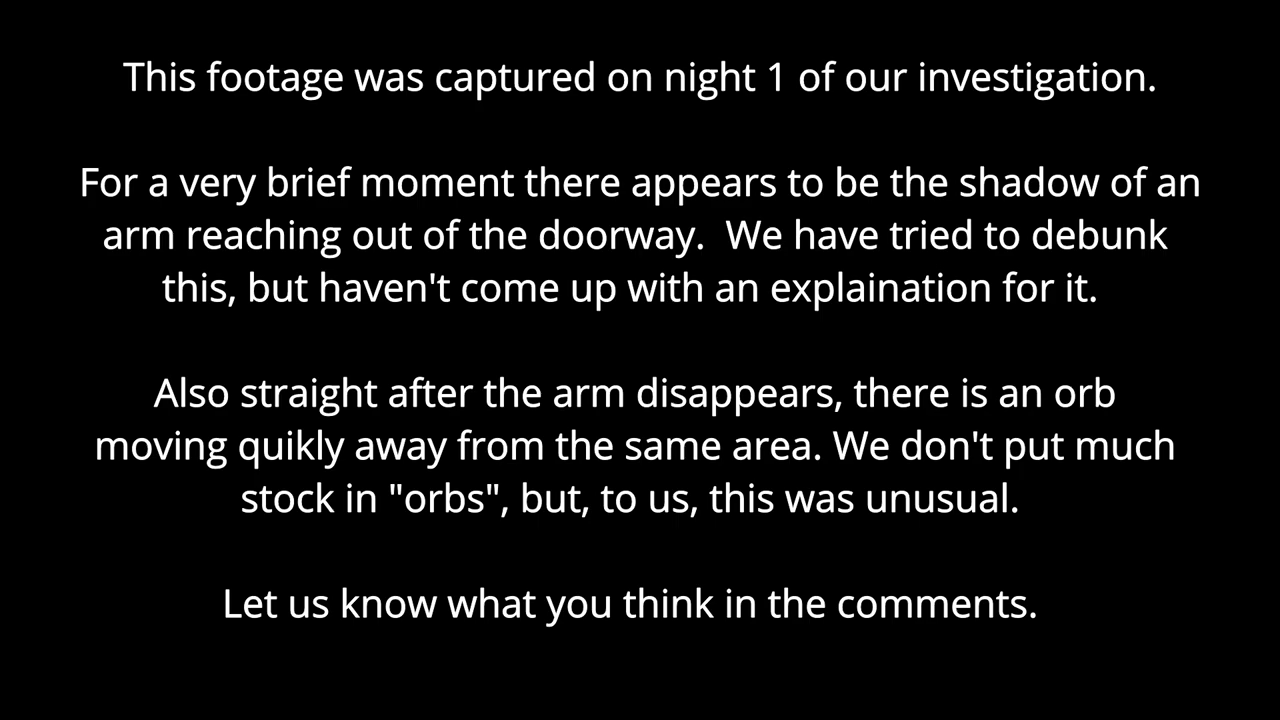 This footage was captured on night 1 of our investigation.
For a very brief moment there appears to be the shadow of an
arm reaching out of the doorway.  We have tried to debunk
this, but haven't come up with an explaination for it.
Also straight after the arm disappears, there is an orb
moving quikly away from the same area. We don't put much
stock in "orbs", but, to us, this was unusual.
Let us know what you think in the comments.